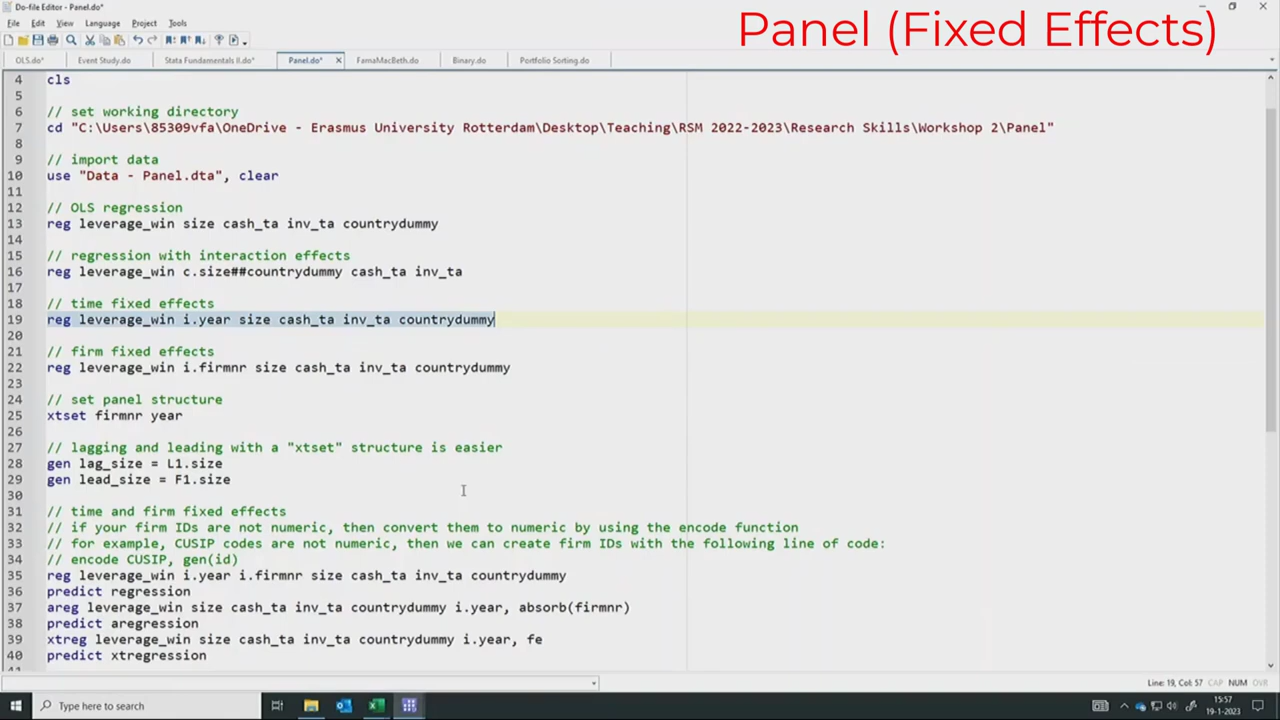 Do-file Editor - Panel.do*
Panel (Fixed Effects)
File Edit View Language Project Tools
OLS.do* Event Study.do Stata Fundamentals II.do* Panel.do* FamaMacBeth.do Binary.do Portfolio Sorting.do
4 cls
5
6 // set working directory
7 cd "C:\Users\85309vfa\OneDrive - Erasmus University Rotterdam\Desktop\Teaching\RSM 2022-2023\Research Skills\Workshop 2\Panel"
8
9 // import data
10 use "Data - Panel.dta", clear
11
12 // OLS regression
13 reg leverage_win size cash_ta inv_ta countrydummy
14
15 // regression with interaction effects
16 reg leverage_win c.size##countrydummy cash_ta inv_ta
17
18 // time fixed effects
19 reg leverage_win i.year size cash_ta inv_ta countrydummy
20
21 // firm fixed effects
22 reg leverage_win i.firmnr size cash_ta inv_ta countrydummy
23
24 // set panel structure
25 xtset firmnr year
26
27 // lagging and leading with a "xtset" structure is easier
28 gen lag_size = L1.size
29 gen lead_size = F1.size
30
31 // time and firm fixed effects
32 // if your firm IDs are not numeric, then convert them to numeric by using the encode function
33 // for example, CUSIP codes are not numeric, then we can create firm IDs with the following line of code:
34 // encode CUSIP, gen(id)
35 reg leverage_win i.year i.firmnr size cash_ta inv_ta countrydummy
36 predict regression
37 areg leverage_win size cash_ta inv_ta countrydummy i.year, absorb(firmnr)
38 predict aregression
39 xtreg leverage_win size cash_ta inv_ta countrydummy i.year, fe
40 predict xtregression
Line: 19, Col: 57 CAP NUM OVR
Type here to search
15:57
19-1-2023